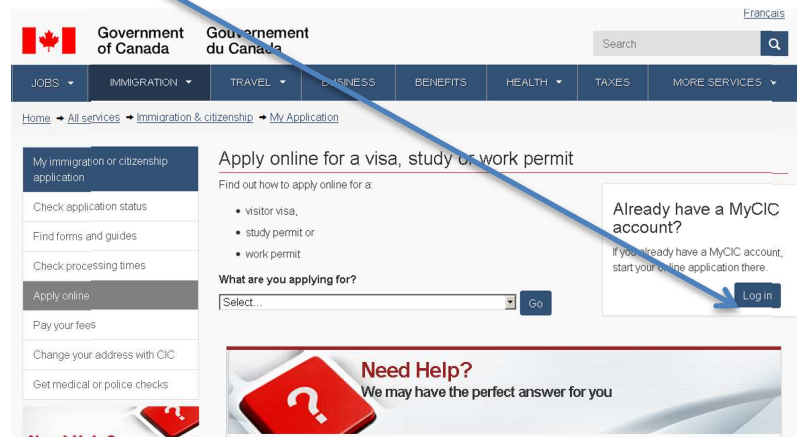 Français
Government of Canada
Gouvernement du Canada
Search
JOBS IMMIGRATION TRAVEL BUSINESS BENEFITS HEALTH TAXES MORE SERVICES
Home → All services → Immigration & citizenship → My Application
My immigration or citizenship application
Check application status
Find forms and guides
Check processing times
Apply online
Pay your fees
Change your address with CIC
Get medical or police checks
Apply online for a visa, study or work permit
Find out how to apply online for a:
• visitor visa,
• study permit or
• work permit
What are you applying for?
Select...
Go
Already have a MyCIC account?
If you already have a MyCIC account,
start your online application there.
Log in
Need Help?
We may have the perfect answer for you